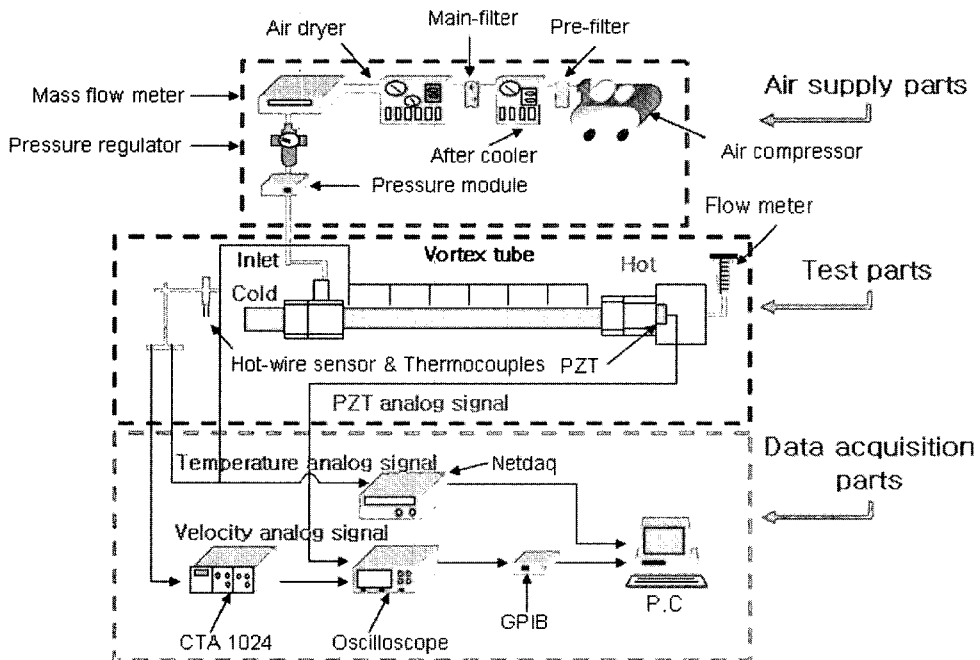 Air dryer
Main-filter
Pre-filter
Mass flow meter
Air supply parts
Pressure regulator
After cooler
Air compressor
Pressure module
Flow meter
Inlet
Vortex tube
Hot
Test parts
Cold
Hot-wire sensor & Thermocouples
PZT
PZT analog signal
Data acquisition
parts
Temperature analog signal
Netdaq
Velocity analog signal
P.C
CTA 1024
Oscilloscope
GPIB